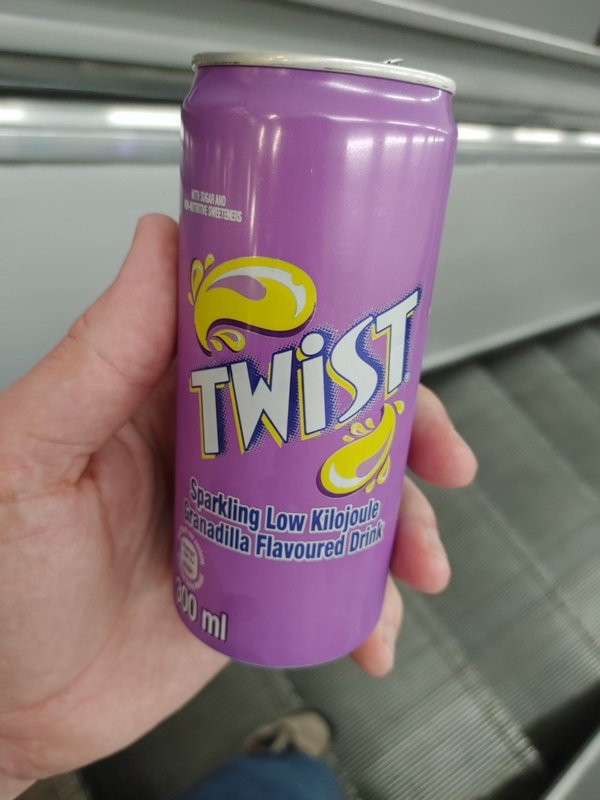 WITH SUGAR AND
NON-NUTRITIVE SWEETENERS
TWiST
Sparkling Low Kilojoule
Granadilla Flavoured Drink
300 ml